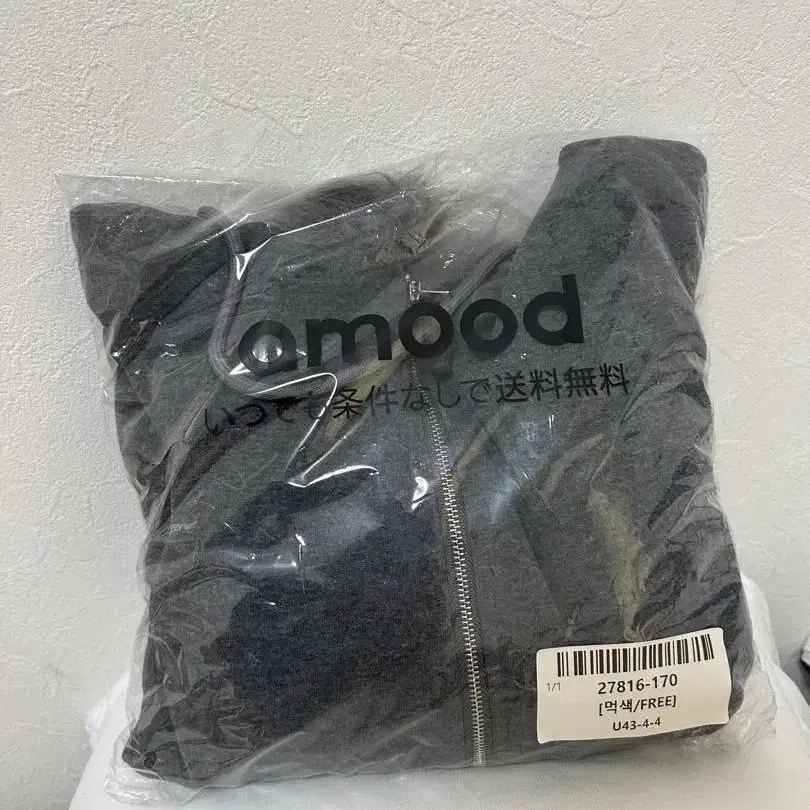 amood
いつでも条件なしで送料無料
1/1
27816-170
[먹색/FREE]
U43-4-4